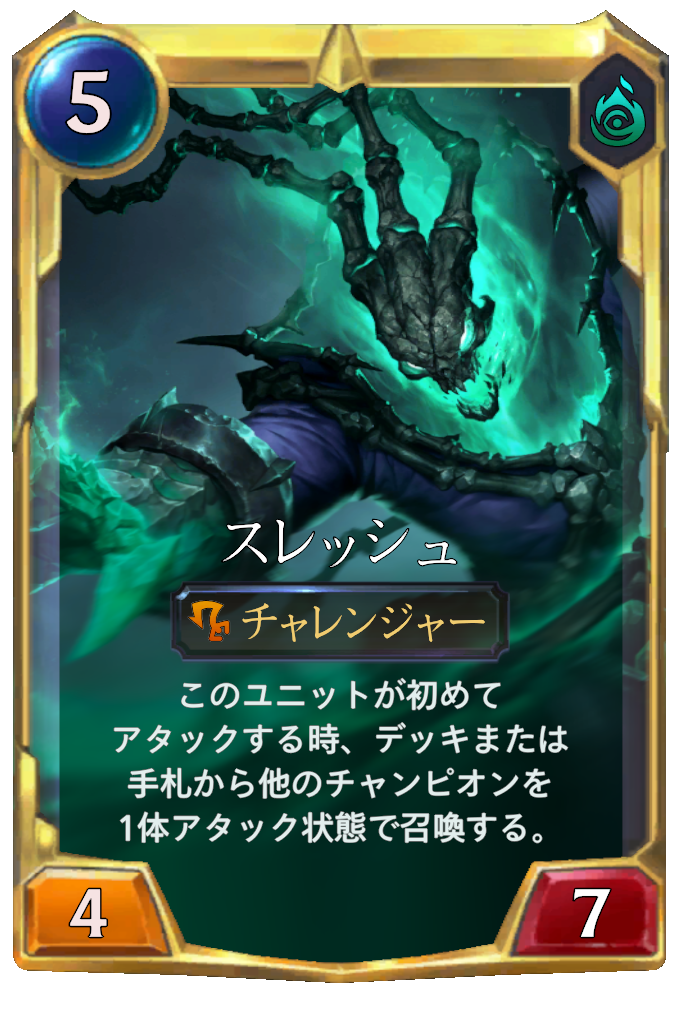 5
スレッシュ
チャレンジャー
このユニットが初めて
アタックする時、デッキまたは
手札から他のチャンピオンを
1体アタック状態で召喚する。
4
7